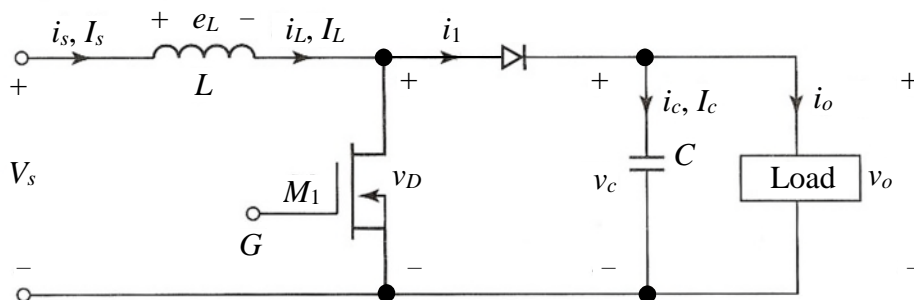 + e_L −
i_s, I_s i_L, I_L i_1
L
+ + + +
i_c, I_c i_o
C
V_s M_1 v_D v_c Load v_o
G
− − − −